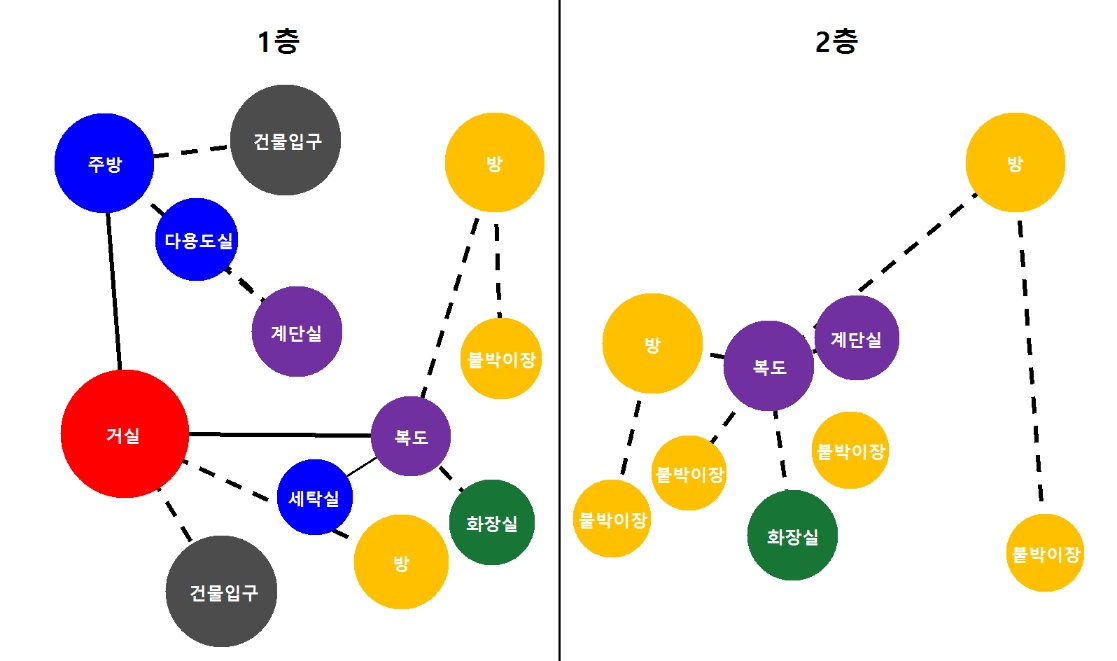 1층
건물입구
주방
방
다용도실
계단실
붙박이장
거실
복도
세탁실
화장실
방
건물입구
2층
방
계단실
방
복도
붙박이장
붙박이장
붙박이장
화장실
붙박이장